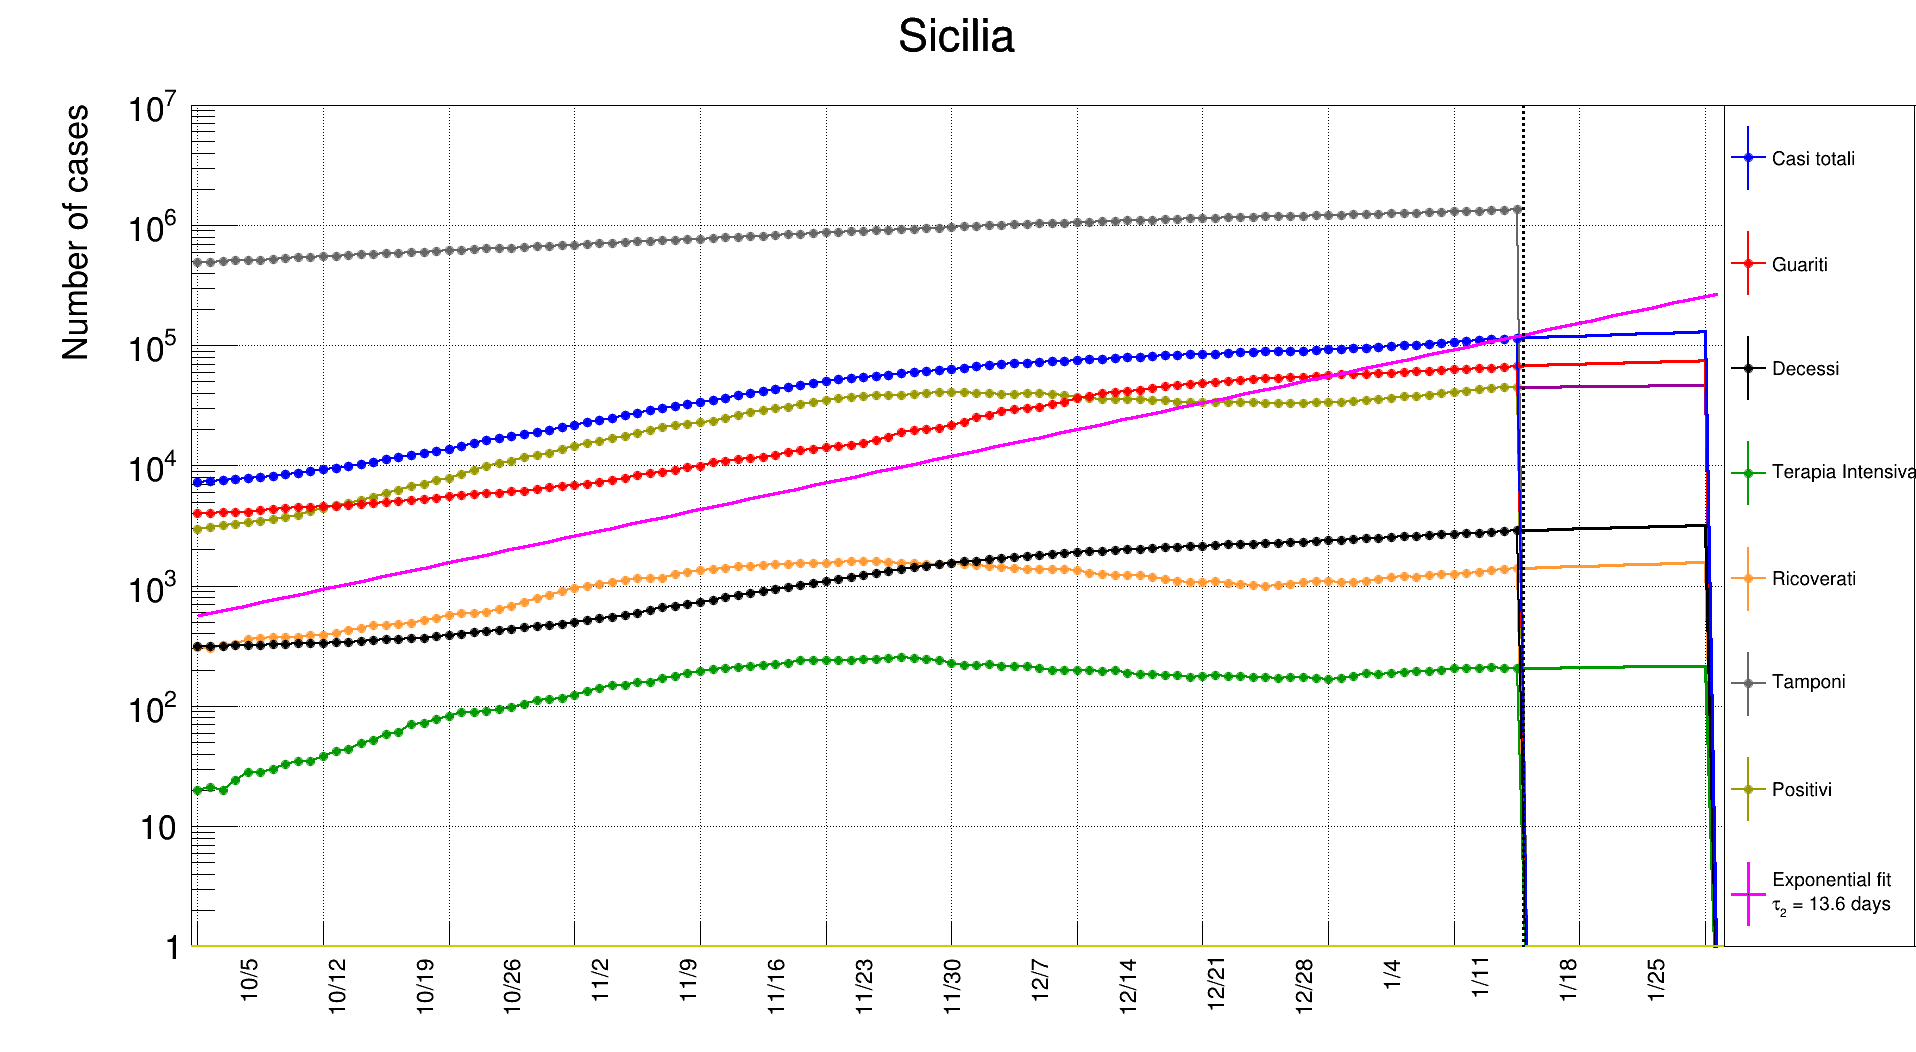 Sicilia
Number of cases
10^7
10^6
10^5
10^4
10^3
10^2
10
1
10/5
10/12
10/19
10/26
11/2
11/9
11/16
11/23
11/30
12/7
12/14
12/21
12/28
1/4
1/11
1/18
1/25
Casi totali
Guariti
Decessi
Terapia Intensiva
Ricoverati
Tamponi
Positivi
Exponential fit
τ_2 = 13.6 days